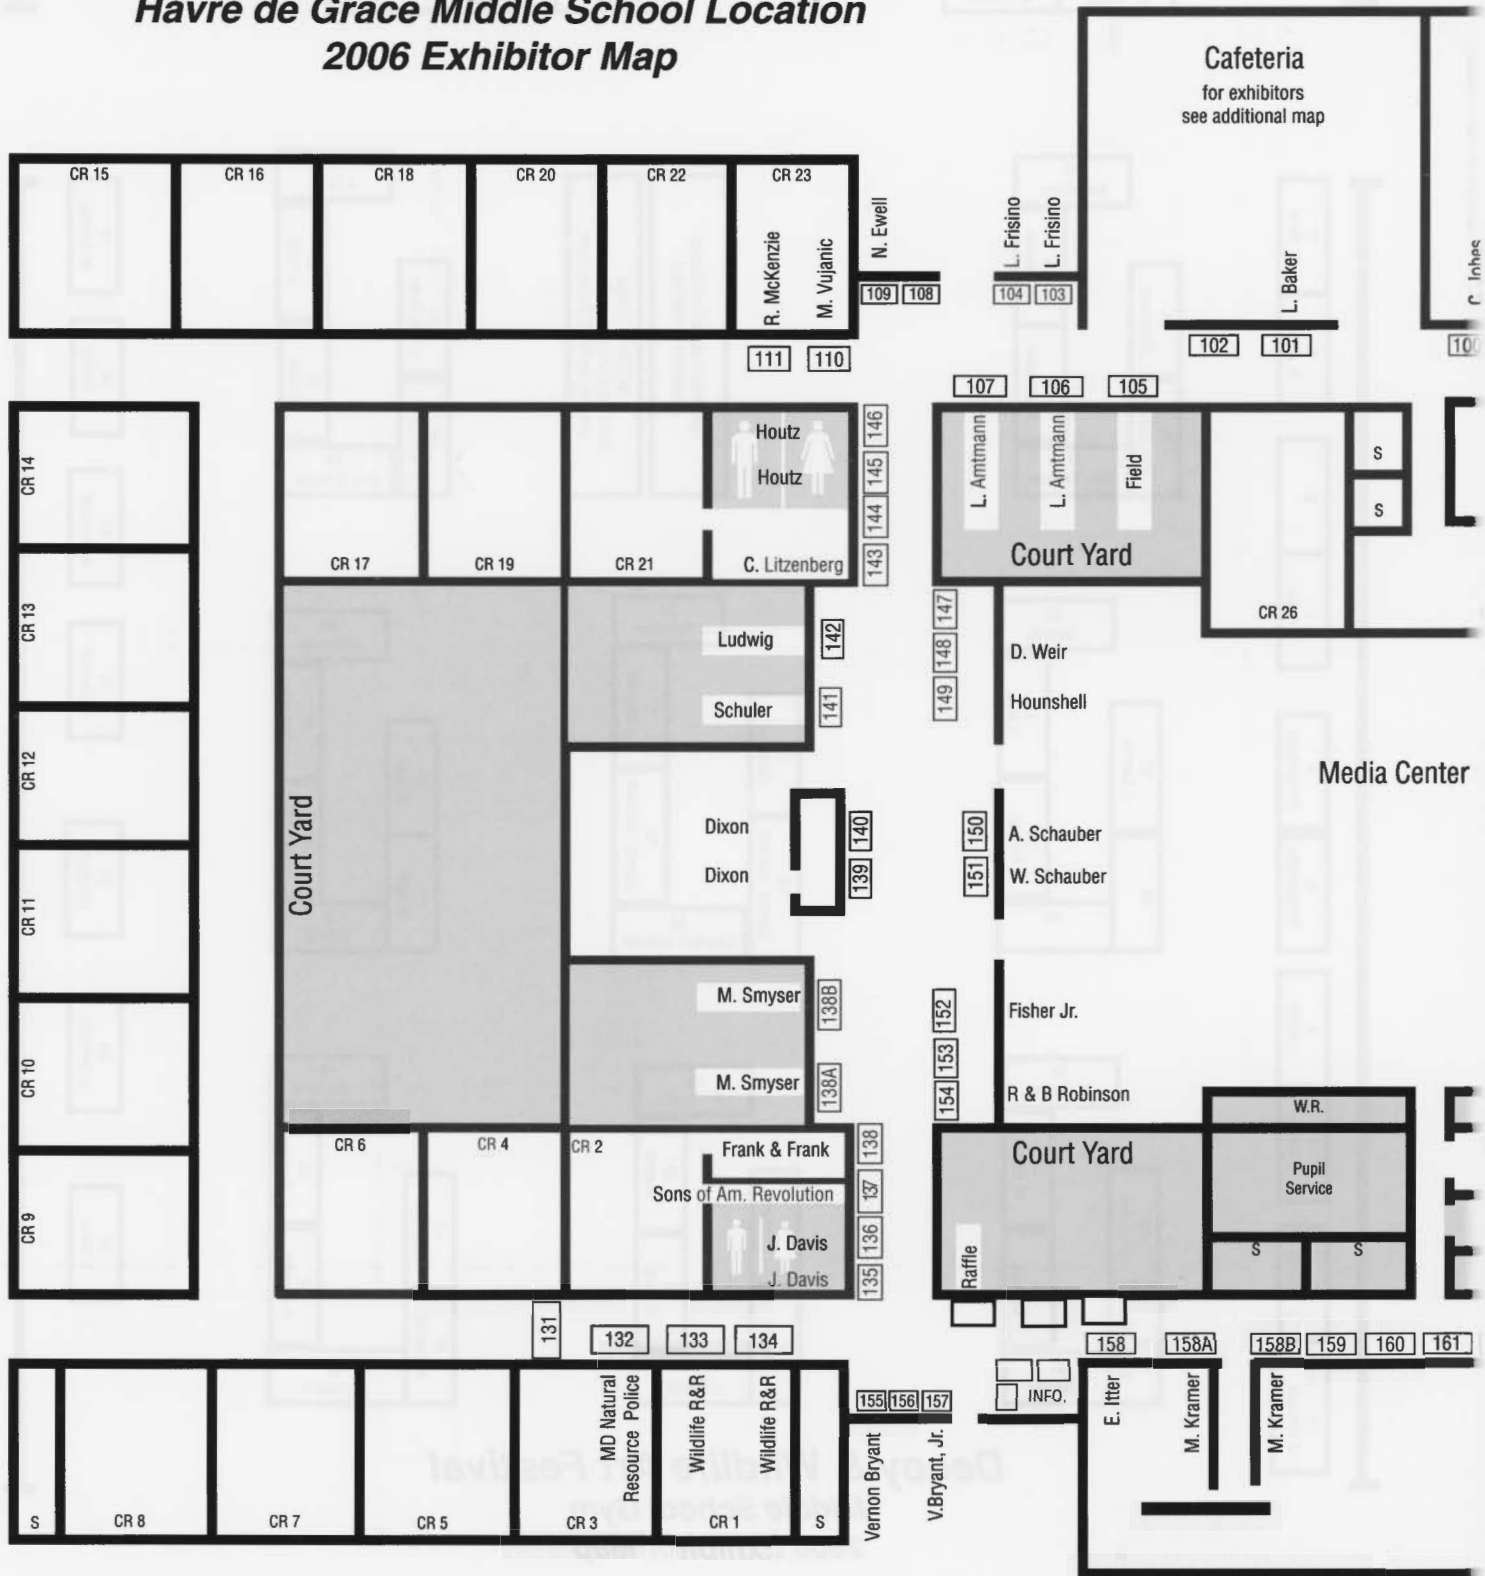 Havre de Grace Middle School Location
2006 Exhibitor Map
Cafeteria
for exhibitors
see additional map
CR 15
CR 16
CR 18
CR 20
CR 22
CR 23
R. McKenzie
M. Vujanic
N. Ewell
L. Frisino
L. Frisino
L. Baker
C. Jobes
109
108
104
103
102
101
100
111
110
107
106
105
CR 14
CR 13
CR 12
CR 11
CR 10
CR 9
Houtz
Houtz
146
145
144
143
L. Amtmann
L. Amtmann
Field
Court Yard
S
S
CR 17
CR 19
CR 21
C. Litzenberg
CR 26
Ludwig
142
Schuler
141
147
148
149
D. Weir
Hounshell
Media Center
Court Yard
Dixon
Dixon
140
139
150
151
A. Schauber
W. Schauber
M. Smyser
138B
M. Smyser
138A
152
153
154
Fisher Jr.
R & B Robinson
W.R.
CR 6
CR 4
CR 2
Frank & Frank
Sons of Am. Revolution
J. Davis
J. Davis
138
137
136
135
Court Yard
Raffle
Pupil
Service
S
S
131
132
133
134
158
158A
158B
159
160
161
S
CR 8
CR 7
CR 5
CR 3
MD Natural
Resource Police
Wildlife R&R
Wildlife R&R
CR 1
S
155
156
157
Vernon Bryant
V.Bryant, Jr.
INFO.
E. Itter
M. Kramer
M. Kramer